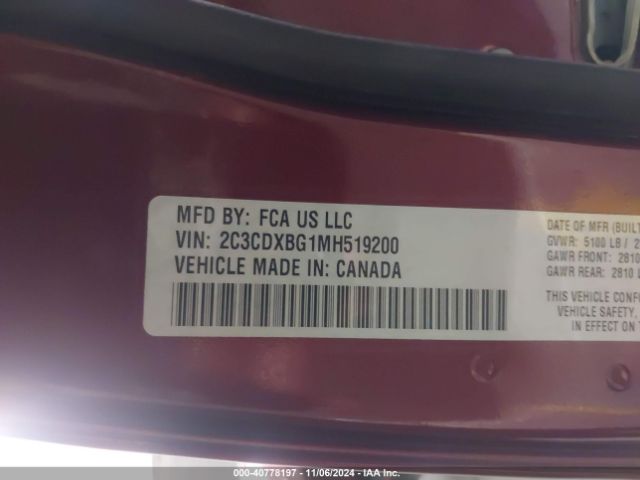 MFD BY: FCA US LLC
VIN: 2C3CDXBG1MH519200
VEHICLE MADE IN: CANADA
DATE OF MFR (BUILT
GVWR: 5100 LB / 2
GAWR FRONT: 2810
GAWR REAR: 2810
THIS VEHICLE CONFOR
VEHICLE SAFETY,
IN EFFECT ON
000-40778197 - 11/06/2024 - IAA Inc.